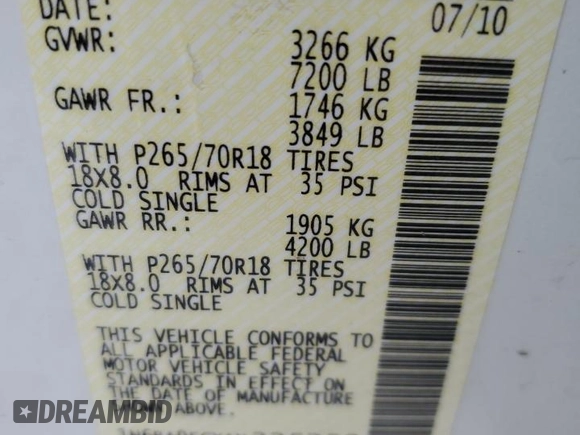 DATE:
07/10
GVWR:
3266 KG
7200 LB
GAWR FR.:
1746 KG
3849 LB
WITH P265/70R18 TIRES
18X8.0 RIMS AT 35 PSI
COLD SINGLE
GAWR RR.:
1905 KG
4200 LB
WITH P265/70R18 TIRES
18X8.0 RIMS AT 35 PSI
COLD SINGLE
THIS VEHICLE CONFORMS TO
ALL APPLICABLE FEDERAL
MOTOR VEHICLE SAFETY
STANDARDS IN EFFECT ON
THE DATE OF MANUFACTURE
ABOVE.
DREAMBID